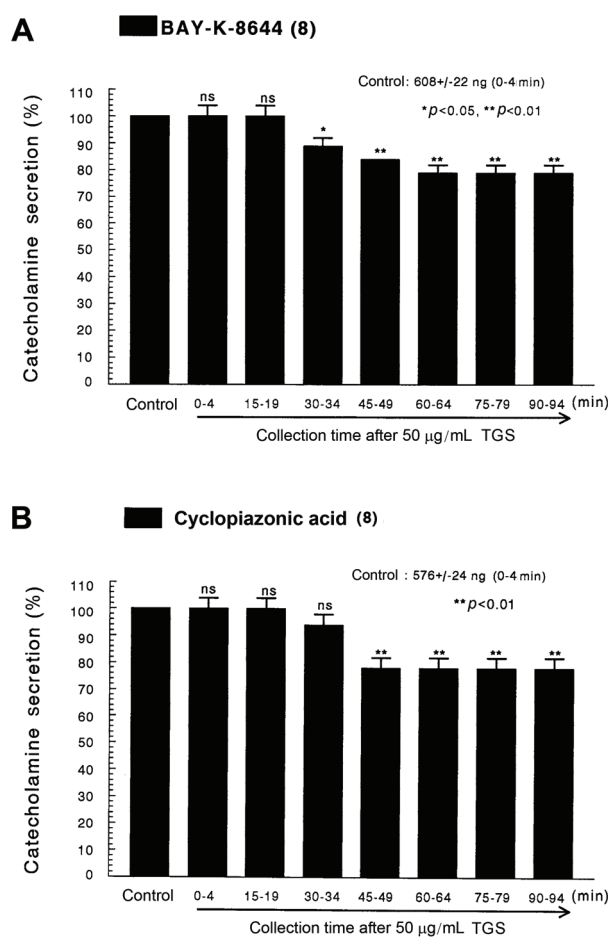 A
BAY-K-8644 (8)
Control: 608+/-22 ng (0-4 min)
*p<0.05, **p<0.01
Catecholamine secretion (%)
110
100
90
80
70
60
50
40
30
20
10
0
ns ns * ** ** ** **
Control 0-4 15-19 30-34 45-49 60-64 75-79 90-94 (min)
Collection time after 50 µg/mL TGS
B
Cyclopiazonic acid (8)
Control : 576+/-24 ng (0-4 min)
**p<0.01
Catecholamine secretion (%)
110
100
90
80
70
60
50
40
30
20
10
0
ns ns ns ** ** ** **
Control 0-4 15-19 30-34 45-49 60-64 75-79 90-94 (min)
Collection time after 50 µg/mL TGS